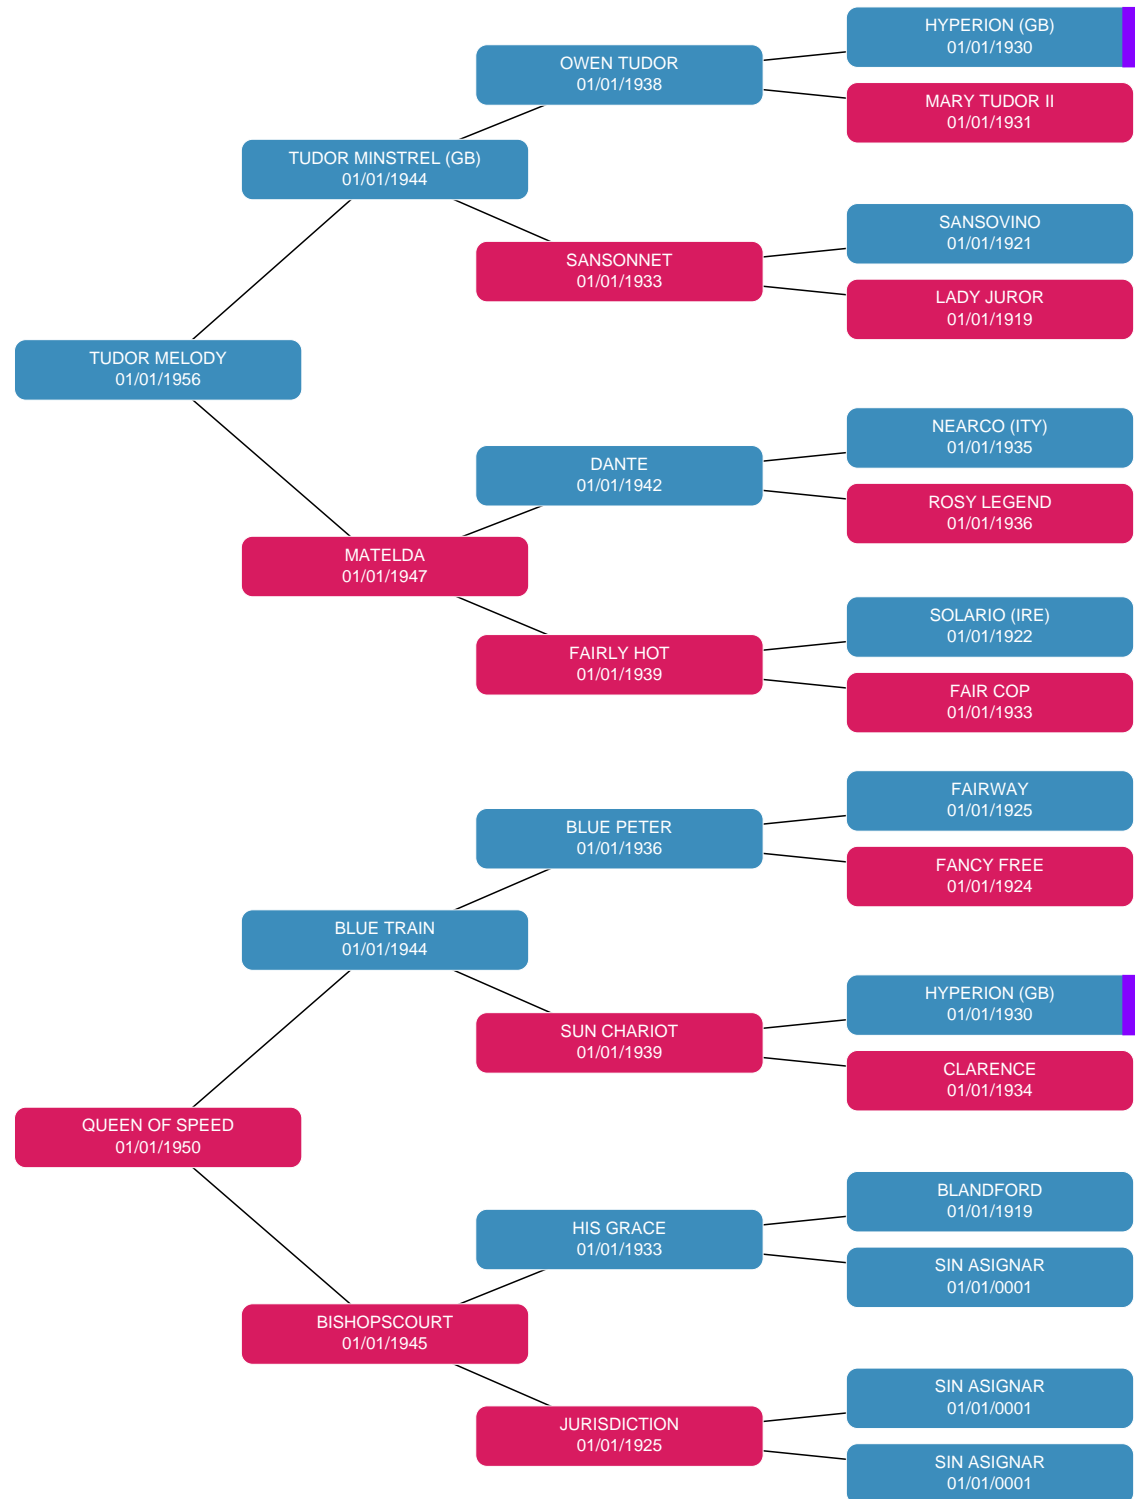 HYPERION (GB)
01/01/1930
OWEN TUDOR
01/01/1938
MARY TUDOR II
01/01/1931
TUDOR MINSTREL (GB)
01/01/1944
SANSOVINO
01/01/1921
SANSONNET
01/01/1933
LADY JUROR
01/01/1919
TUDOR MELODY
01/01/1956
NEARCO (ITY)
01/01/1935
DANTE
01/01/1942
ROSY LEGEND
01/01/1936
MATELDA
01/01/1947
SOLARIO (IRE)
01/01/1922
FAIRLY HOT
01/01/1939
FAIR COP
01/01/1933
FAIRWAY
01/01/1925
BLUE PETER
01/01/1936
FANCY FREE
01/01/1924
BLUE TRAIN
01/01/1944
HYPERION (GB)
01/01/1930
SUN CHARIOT
01/01/1939
CLARENCE
01/01/1934
QUEEN OF SPEED
01/01/1950
BLANDFORD
01/01/1919
HIS GRACE
01/01/1933
SIN ASIGNAR
01/01/0001
BISHOPSCOURT
01/01/1945
SIN ASIGNAR
01/01/0001
JURISDICTION
01/01/1925
SIN ASIGNAR
01/01/0001